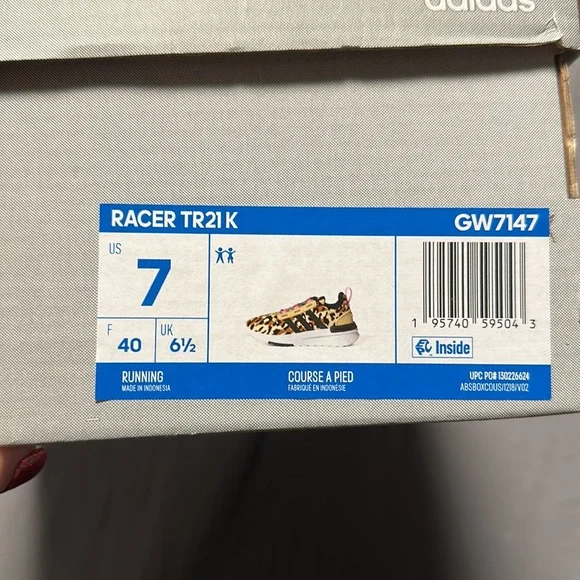 adidas
RACER TR21 K GW7147
US
7
F
40
UK
6½
1 95740 59504 3
Inside
RUNNING
MADE IN INDONESIA
COURSE A PIED
FABRIQUÉ EN INDONÉSIE
UPC PO# 130226624
ABSBOXCOUS/1218/V02